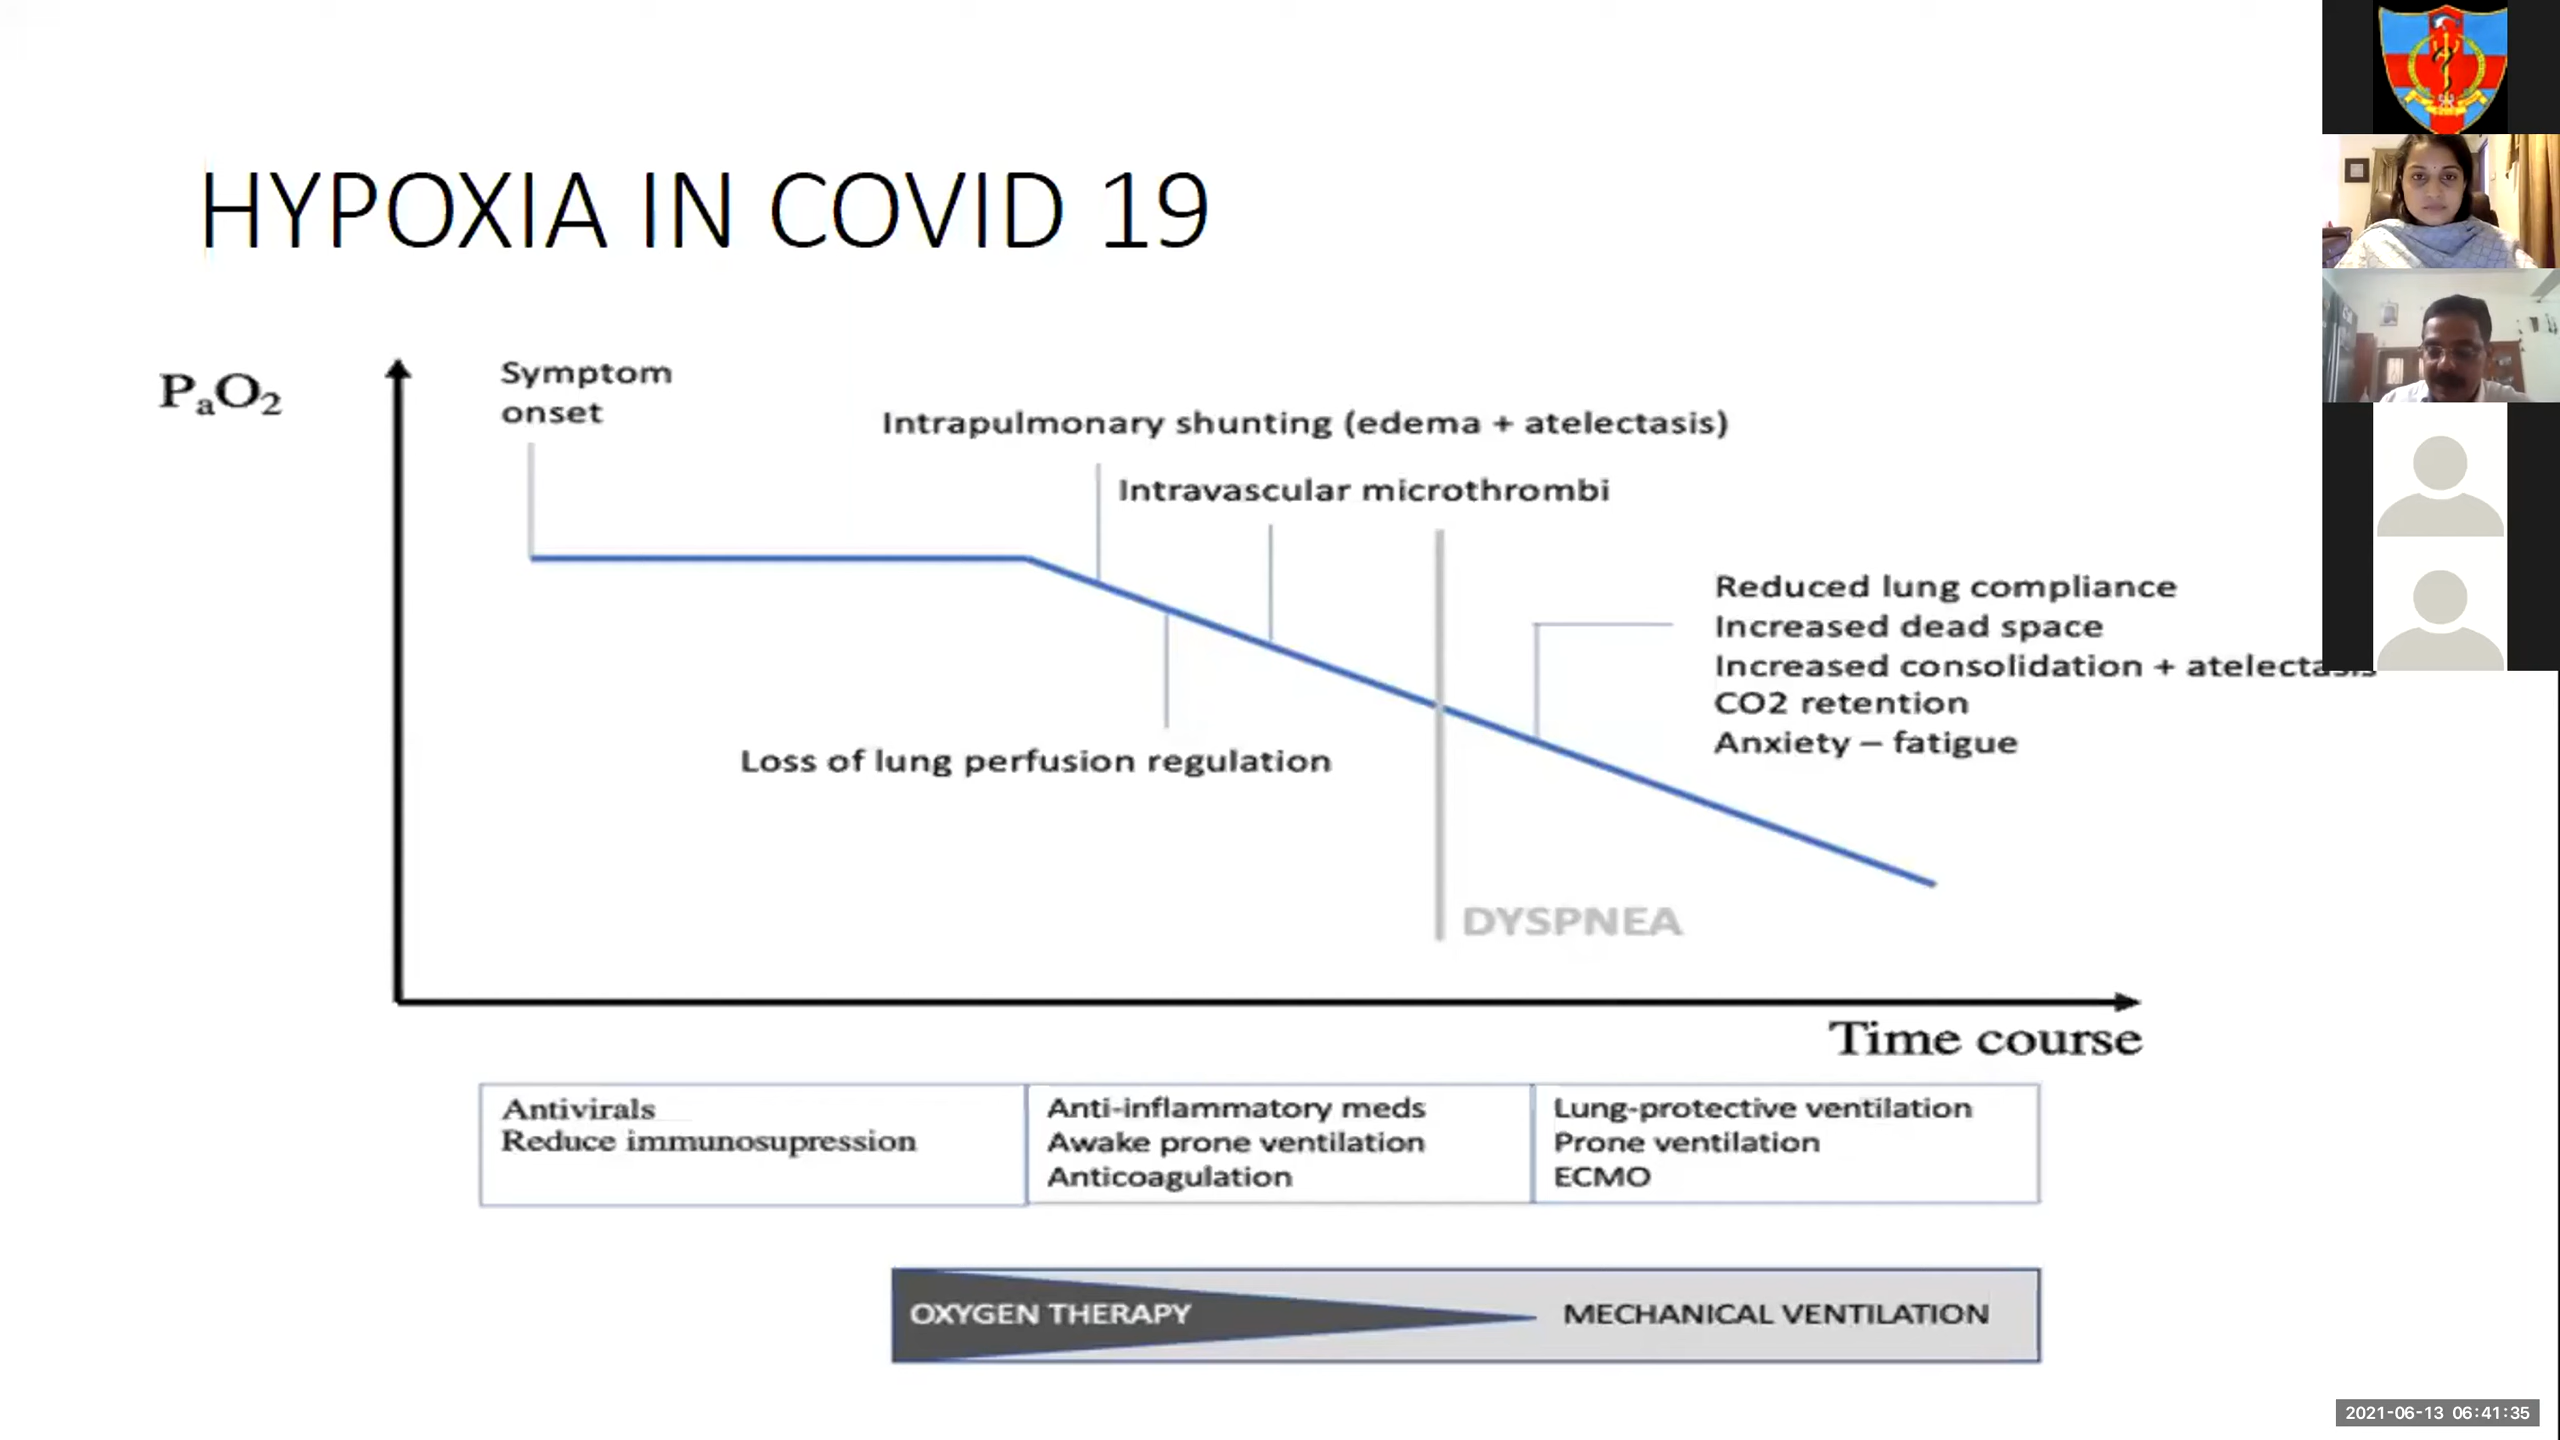 HYPOXIA IN COVID 19
PaO2
Symptom
onset
Intrapulmonary shunting (edema + atelectasis)
Intravascular microthrombi
Reduced lung compliance
Increased dead space
Increased consolidation + atelectasis
CO2 retention
Anxiety – fatigue
Loss of lung perfusion regulation
DYSPNEA
Time course
Antivirals
Reduce immunosupression
Anti-inflammatory meds
Awake prone ventilation
Anticoagulation
Lung-protective ventilation
Prone ventilation
ECMO
OXYGEN THERAPY
MECHANICAL VENTILATION
2021-06-13 06:41:35